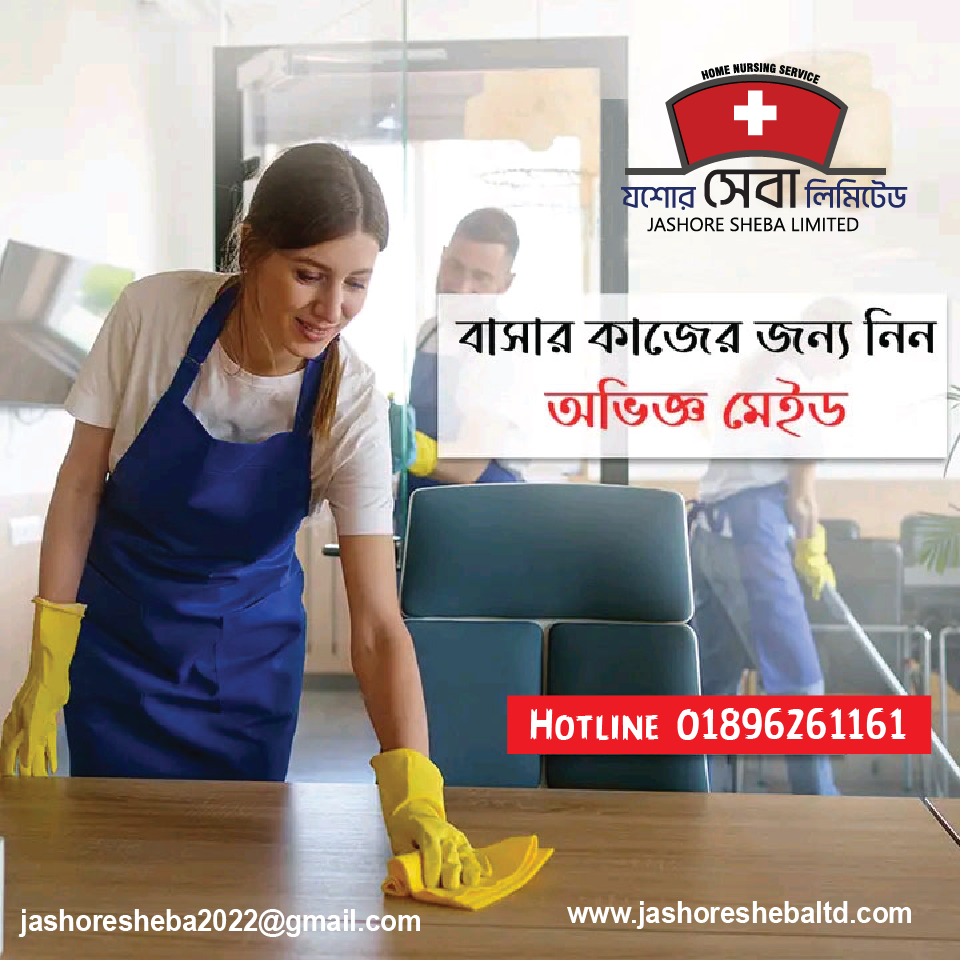 HOME NURSING SERVICE
যশোর সেবা লিমিটেড
JASHORE SHEBA LIMITED
বাসার কাজের জন্য নিন
অভিজ্ঞ মেইড
HOTLINE 01896261161
jashoresheba2022@gmail.com
www.jashoreshebaltd.com